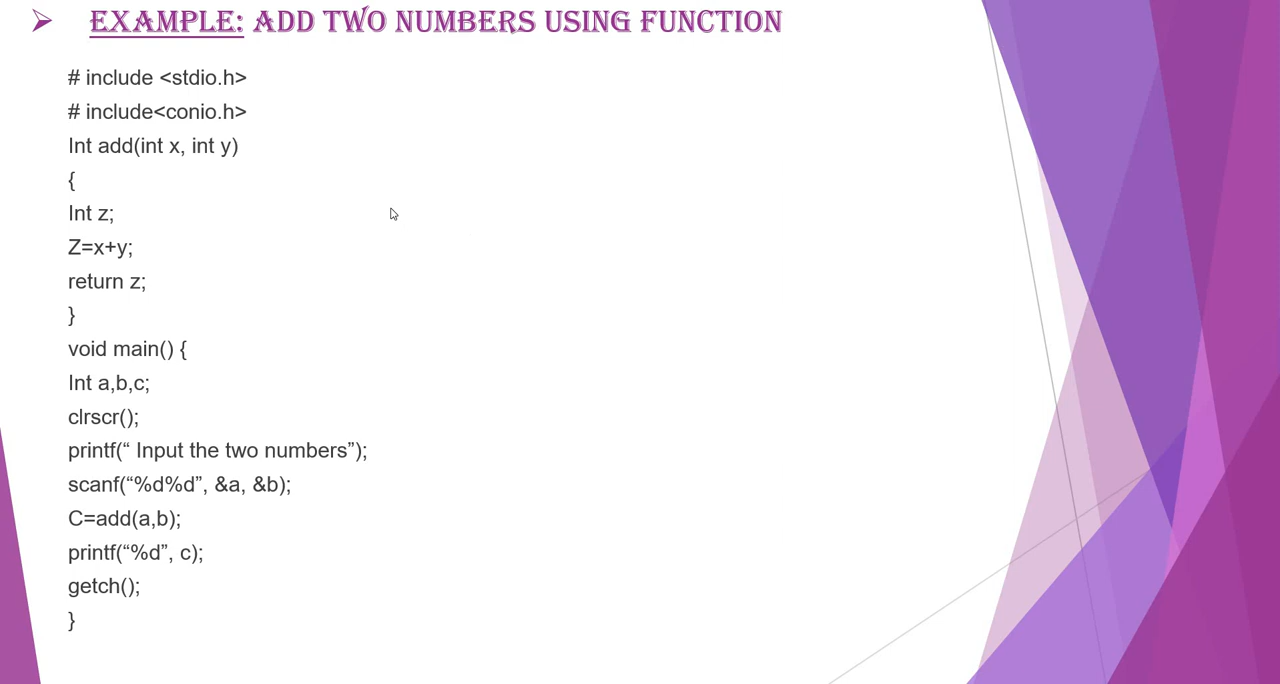 EXAMPLE: ADD TWO NUMBERS USING FUNCTION
# include <stdio.h>
# include<conio.h>
Int add(int x, int y)
{
Int z;
Z=x+y;
return z;
}
void main() {
Int a,b,c;
clrscr();
printf(“ Input the two numbers”);
scanf(“%d%d”, &a, &b);
C=add(a,b);
printf(“%d”, c);
getch();
}